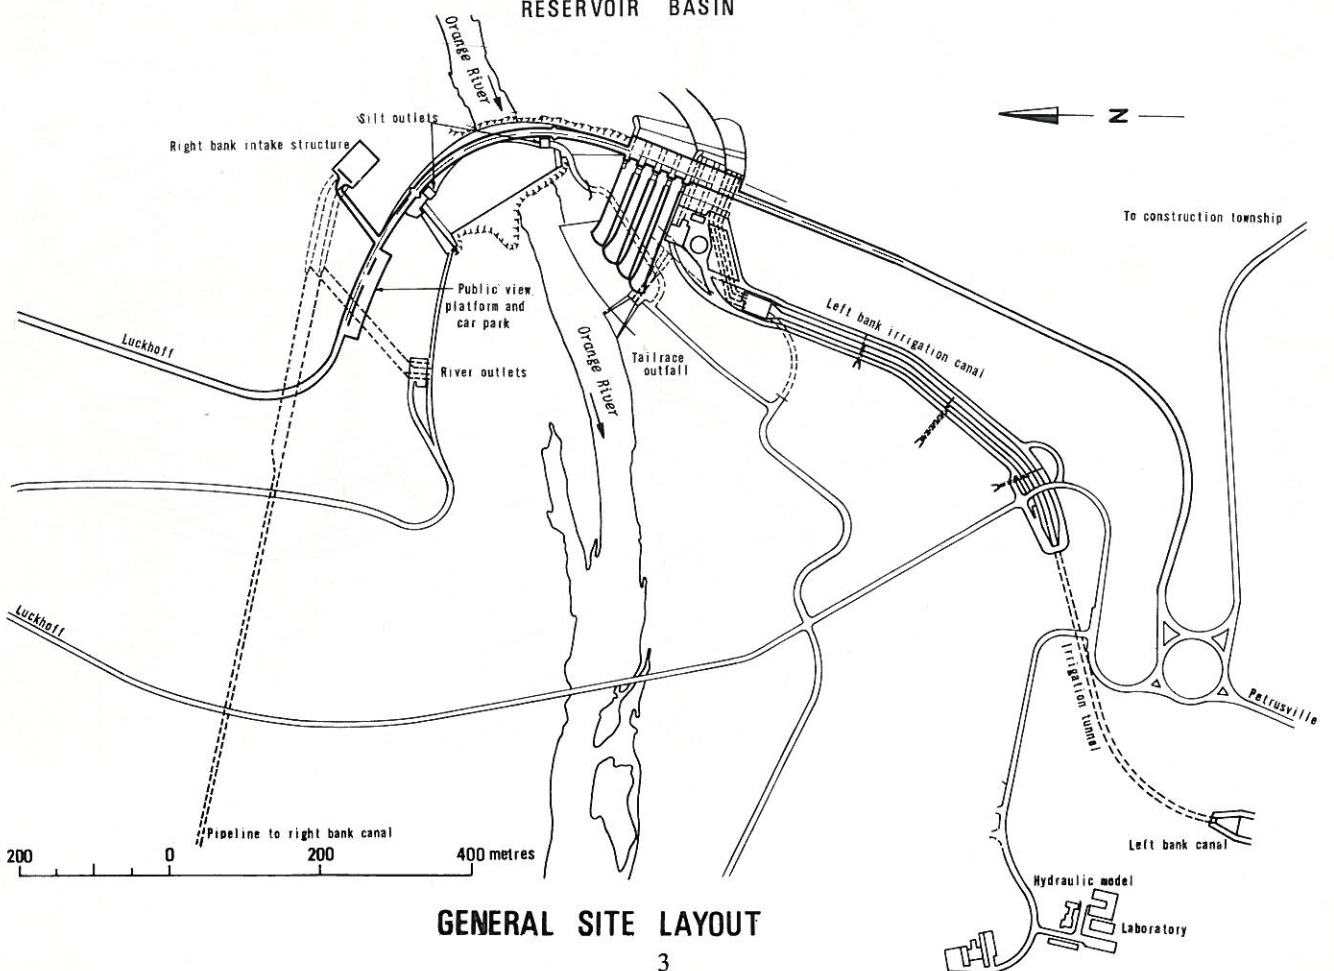 RESERVOIR BASIN
Orange River
Silt outlets
Right bank intake structure
N
To construction township
Public view
platform and
car park
Luckhoff
Left bank irrigation canal
Orange River
Tailrace
outfall
River outlets
Luckhoff
Irrigation tunnel
Petrusville
Pipeline to right bank canal
Left bank canal
200 0 200 400 metres
Hydraulic model
Laboratory
GENERAL SITE LAYOUT
3